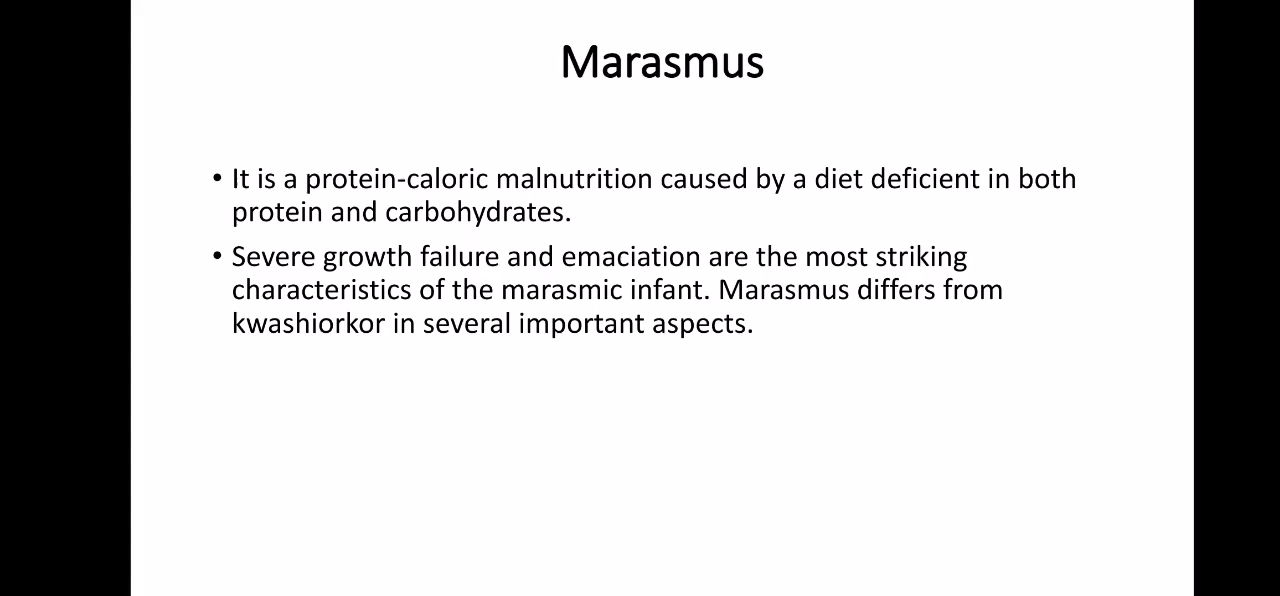 Marasmus
• It is a protein-caloric malnutrition caused by a diet deficient in both
protein and carbohydrates.
• Severe growth failure and emaciation are the most striking
characteristics of the marasmic infant. Marasmus differs from
kwashiorkor in several important aspects.